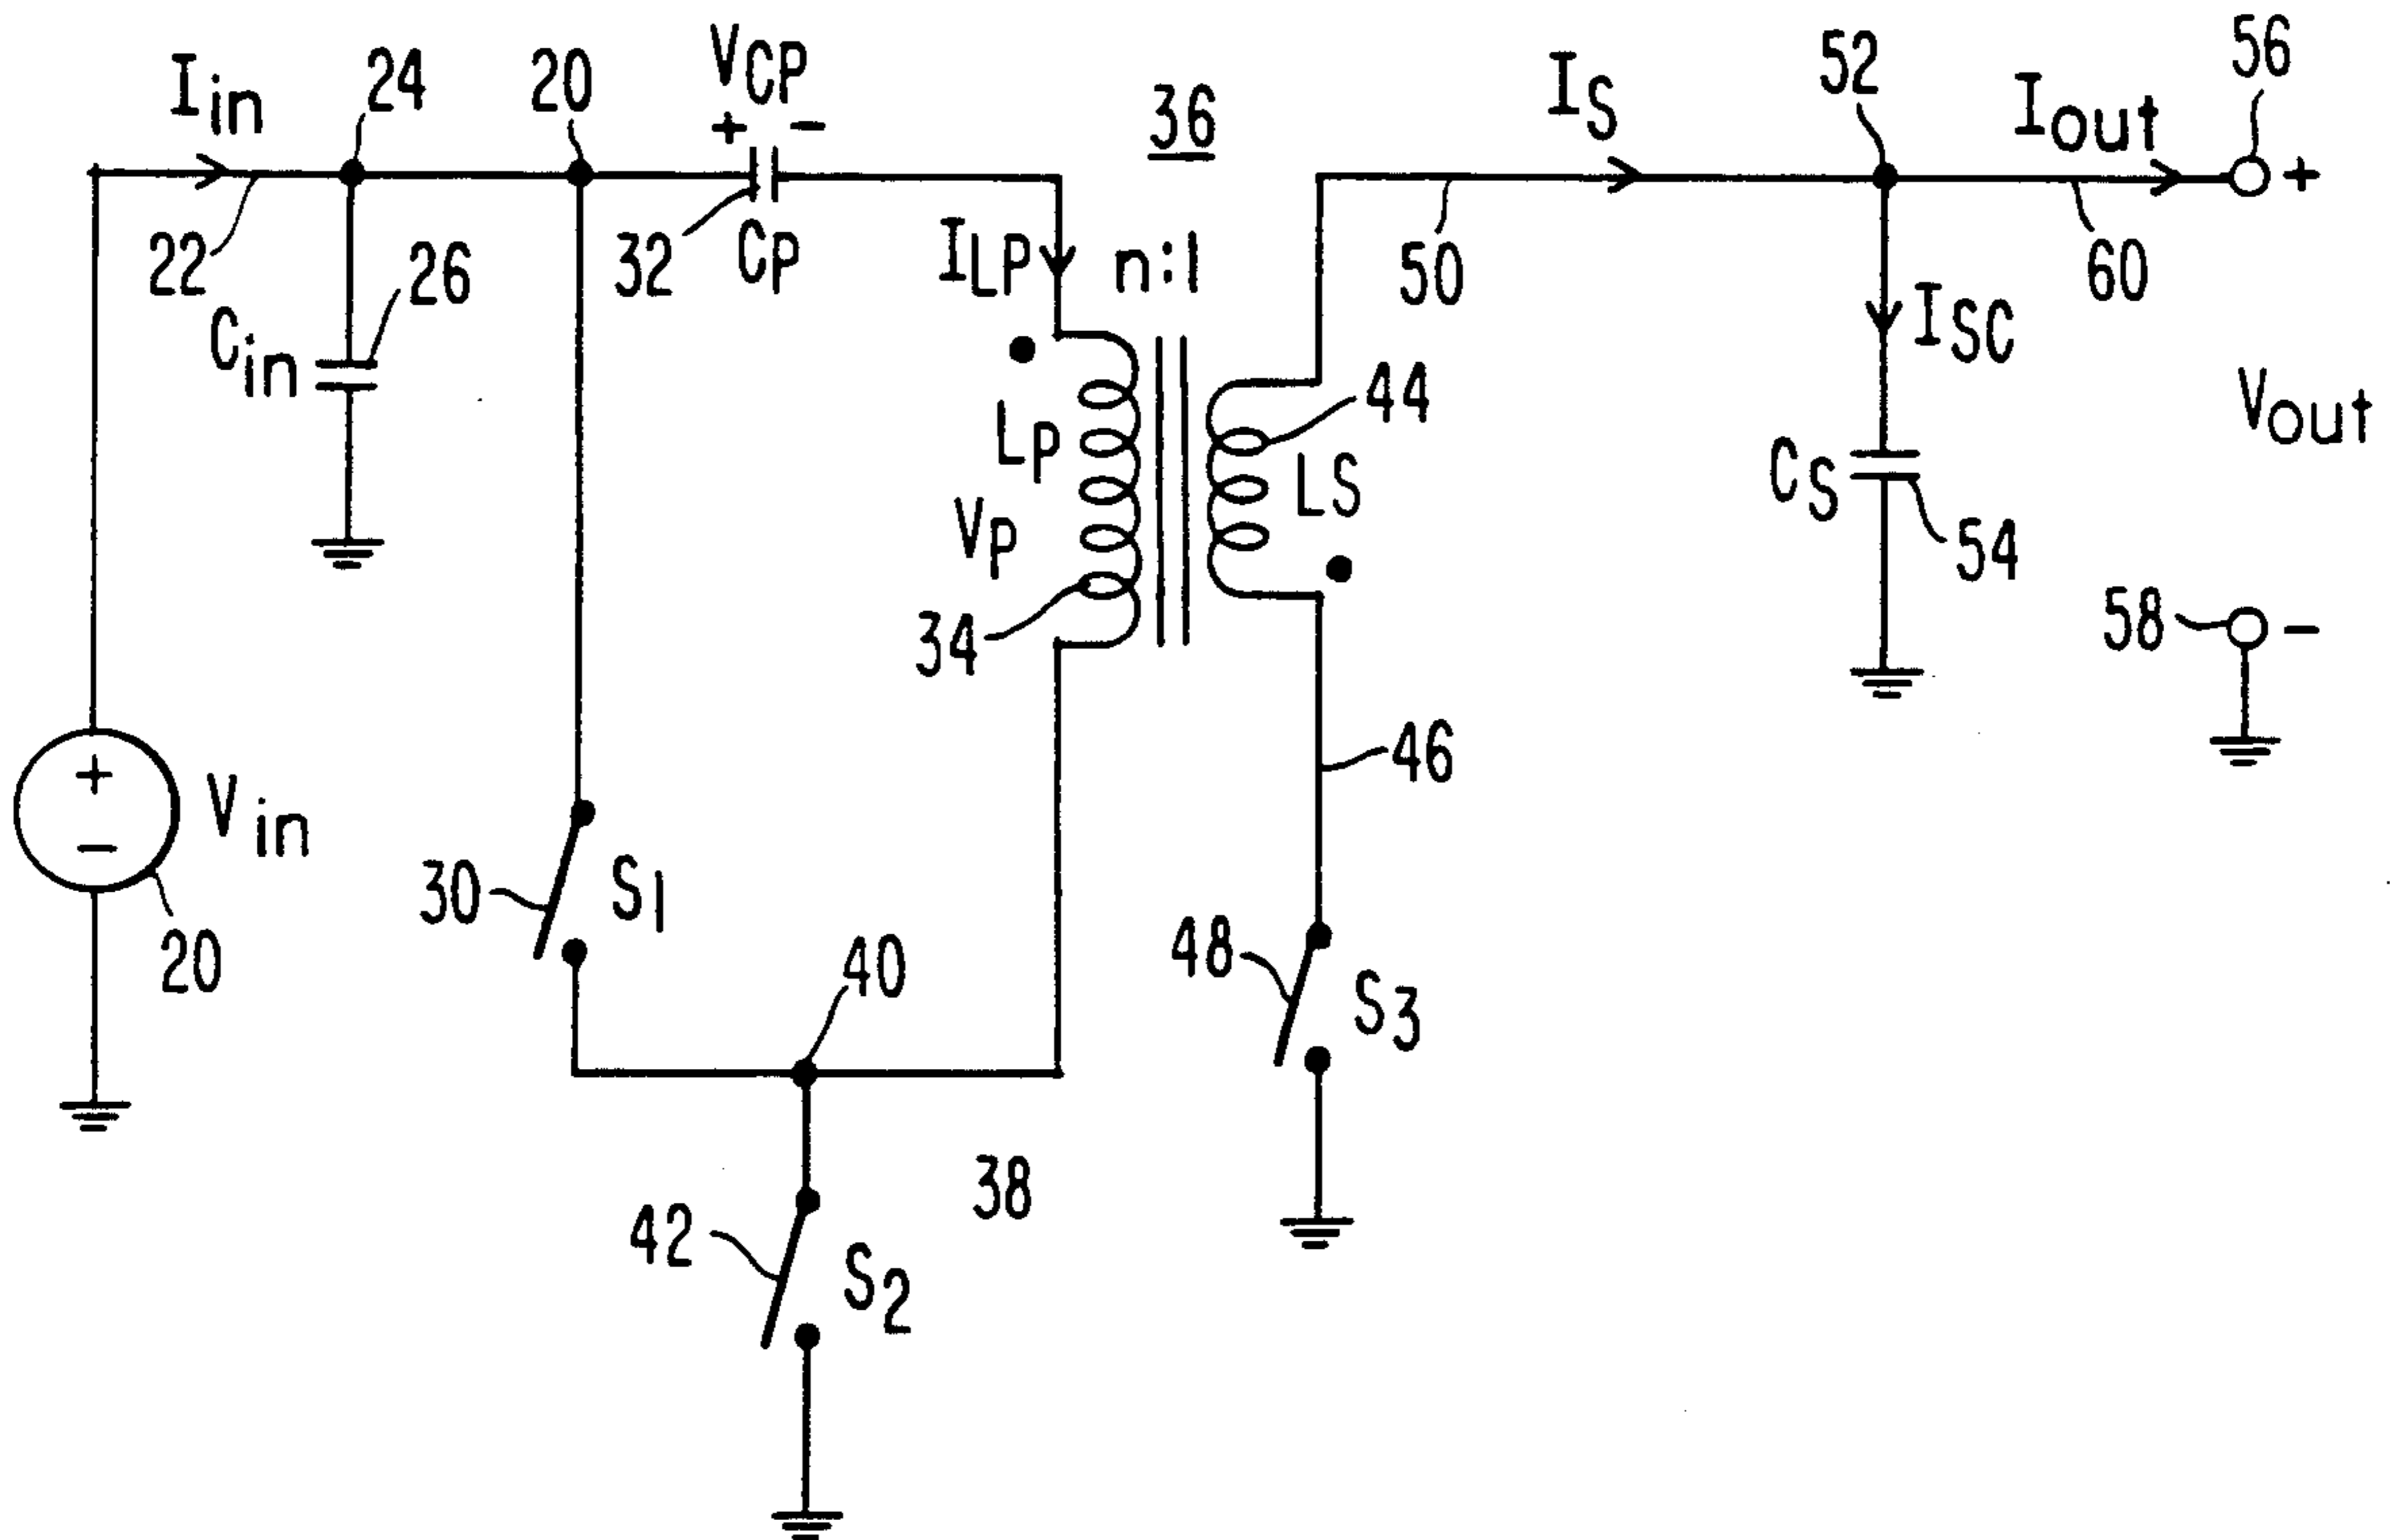 Iin
24
20
VCP
+ -
36
IS
52
Iout
56
+
22
Cin
26
32
CP
ILP
n:1
50
60
ISC
44
LP
LS
Vout
CS
54
VP
34
58
-
46
+
-
Vin
20
30
S1
40
48
S3
38
42
S2